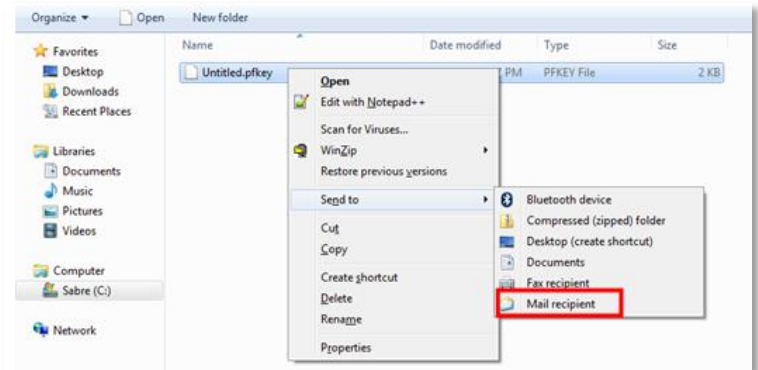 Organize Open New folder
Favorites
Desktop
Downloads
Recent Places
Libraries
Documents
Music
Pictures
Videos
Computer
Sabre (C:)
Network
Name Date modified Type Size
Untitled.pfkey PM PFKEY File 2 KB
Open
Edit with Notepad++
Scan for Viruses...
WinZip
Restore previous versions
Send to
Cut
Copy
Create shortcut
Delete
Rename
Properties
Bluetooth device
Compressed (zipped) folder
Desktop (create shortcut)
Documents
Fax recipient
Mail recipient